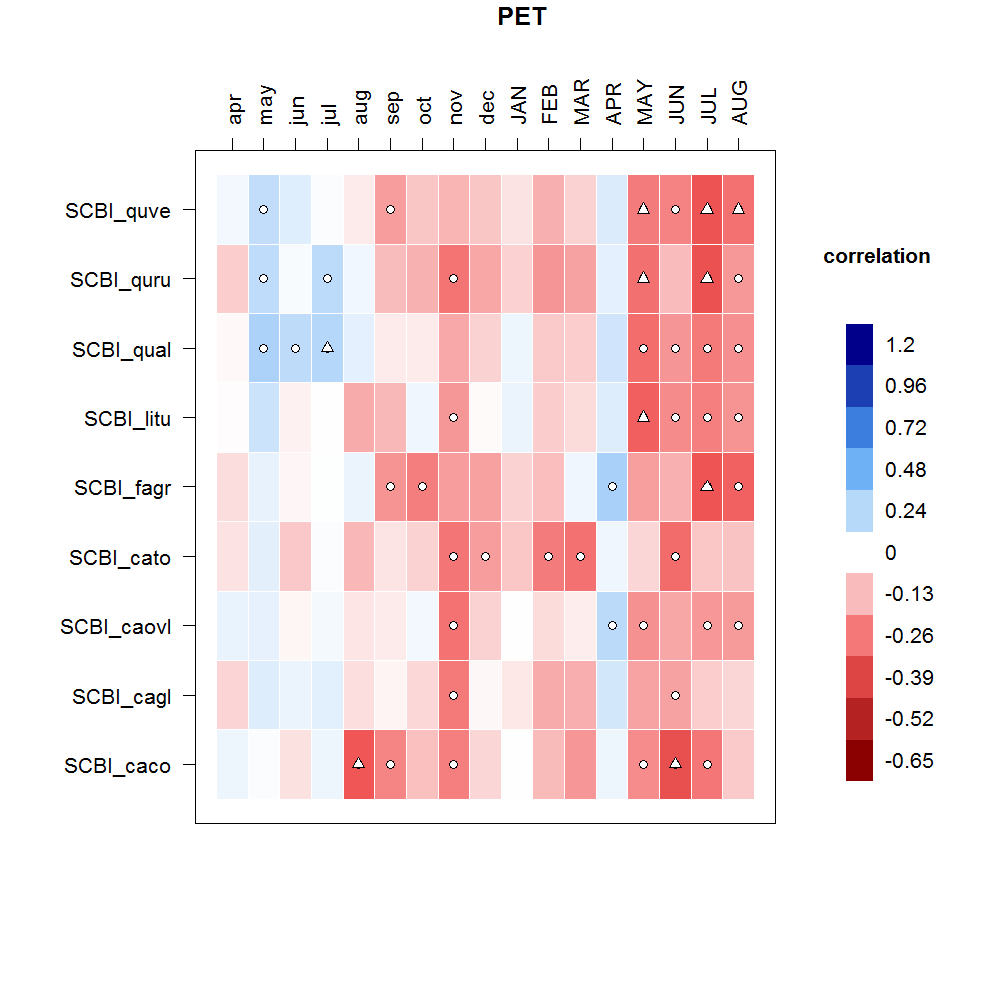 PET
apr may jun jul aug sep oct nov dec JAN FEB MAR APR MAY JUN JUL AUG
SCBI_quve
SCBI_quru
SCBI_qual
SCBI_litu
SCBI_fagr
SCBI_cato
SCBI_caovl
SCBI_cagl
SCBI_caco
correlation
1.2
0.96
0.72
0.48
0.24
0
-0.13
-0.26
-0.39
-0.52
-0.65